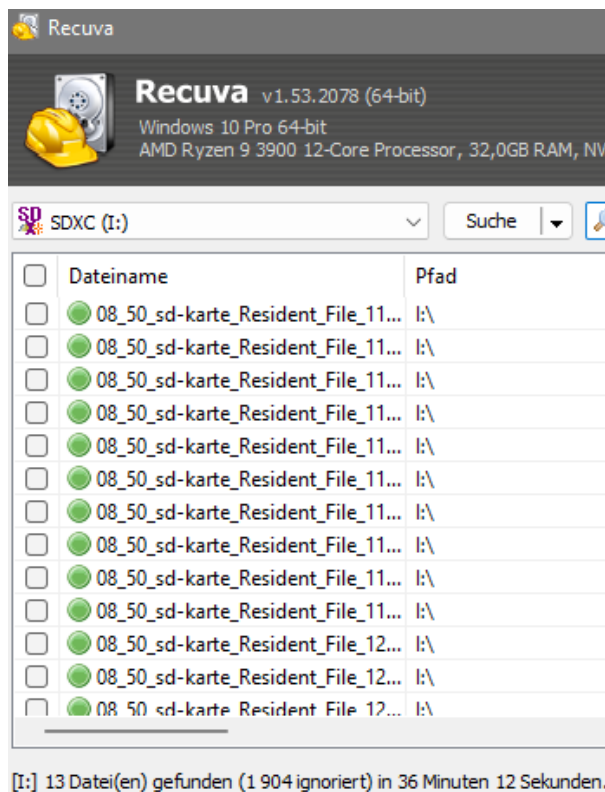 Recuva
Recuva v1.53.2078 (64-bit)
Windows 10 Pro 64-bit
AMD Ryzen 9 3900 12-Core Processor, 32,0GB RAM, NV
SD SDXC (I:) Suche
Dateiname Pfad
08_50_sd-karte_Resident_File_11... I:\
08_50_sd-karte_Resident_File_11... I:\
08_50_sd-karte_Resident_File_11... I:\
08_50_sd-karte_Resident_File_11... I:\
08_50_sd-karte_Resident_File_11... I:\
08_50_sd-karte_Resident_File_11... I:\
08_50_sd-karte_Resident_File_11... I:\
08_50_sd-karte_Resident_File_11... I:\
08_50_sd-karte_Resident_File_11... I:\
08_50_sd-karte_Resident_File_11... I:\
08_50_sd-karte_Resident_File_12... I:\
08_50_sd-karte_Resident_File_12... I:\
08_50_sd-karte_Resident_File_12... I:\
[I:] 13 Datei(en) gefunden (1 904 ignoriert) in 36 Minuten 12 Sekunden.